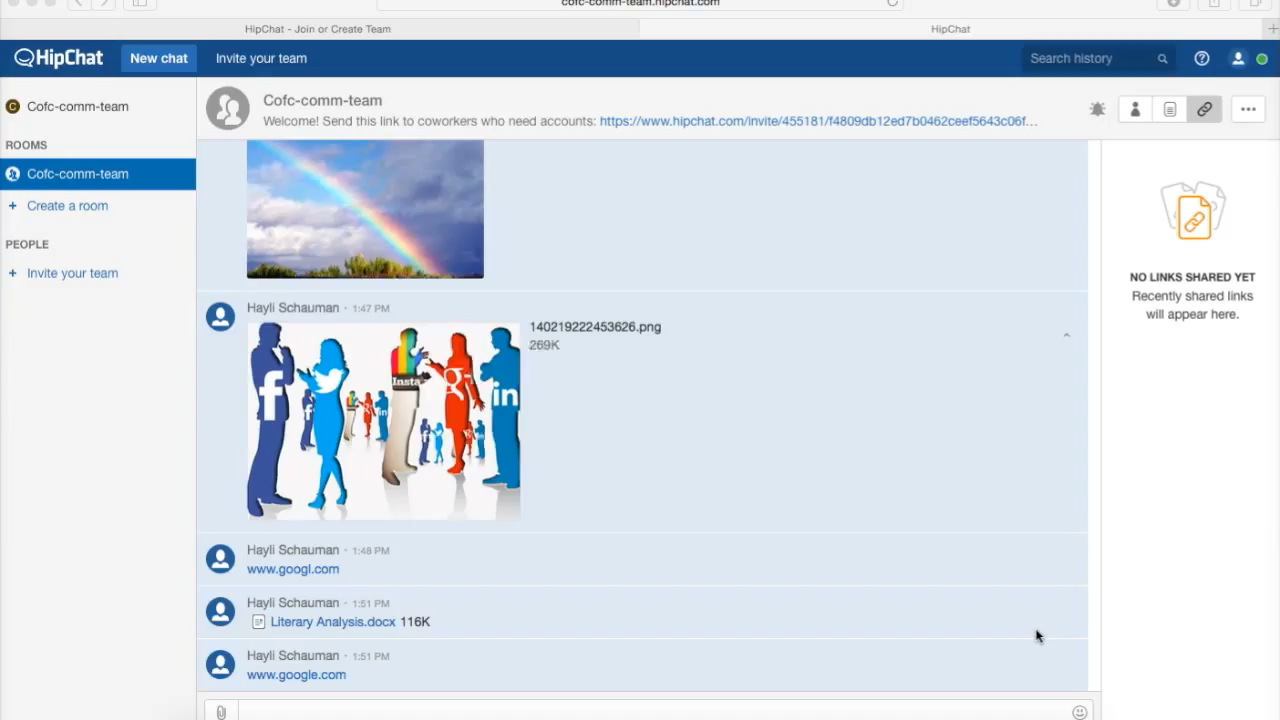 cofc-comm-team.hipchat.com
HipChat - Join or Create Team
HipChat
HipChat
New chat
Invite your team
Search history
C
Cofc-comm-team
ROOMS
Cofc-comm-team
+ Create a room
PEOPLE
+ Invite your team
Cofc-comm-team
Welcome! Send this link to coworkers who need accounts: https://www.hipchat.com/invite/455181/f4809db12ed7b0462ceef5643c06f...
Hayli Schauman · 1:47 PM
140219222453626.png
269K
f
Insta
g+
in
f
in
f
Hayli Schauman · 1:48 PM
www.googl.com
Hayli Schauman · 1:51 PM
Literary Analysis.docx 116K
Hayli Schauman · 1:51 PM
www.google.com
NO LINKS SHARED YET
Recently shared links
will appear here.